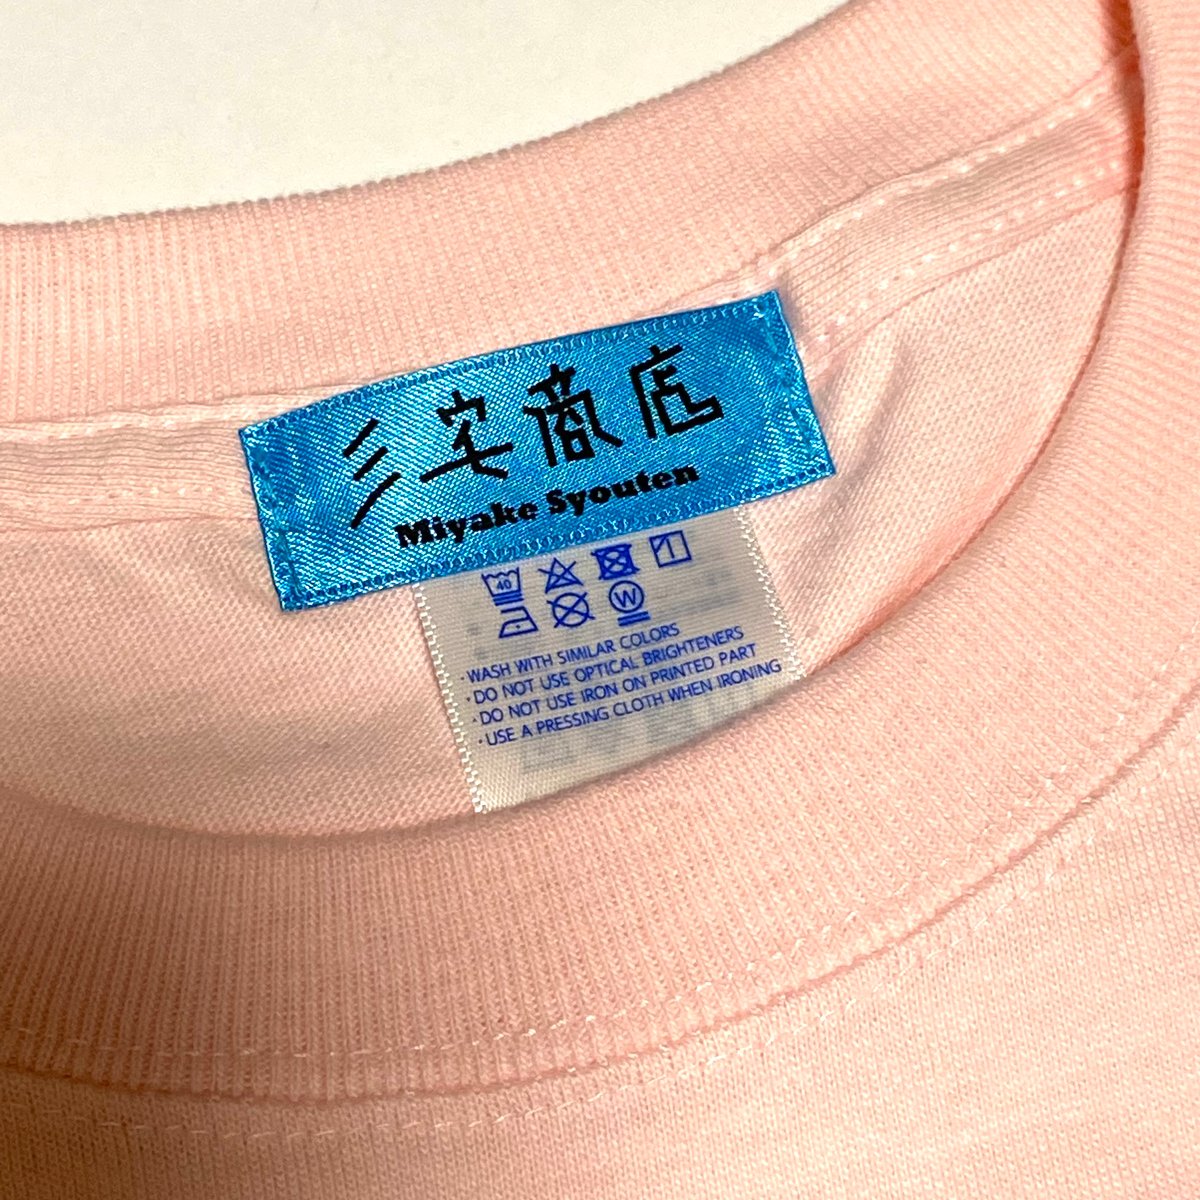 三宅商店
Miyake Syouten
40
W
· WASH WITH SIMILAR COLORS
· DO NOT USE OPTICAL BRIGHTENERS
· DO NOT USE IRON ON PRINTED PART
· USE A PRESSING CLOTH WHEN IRONING